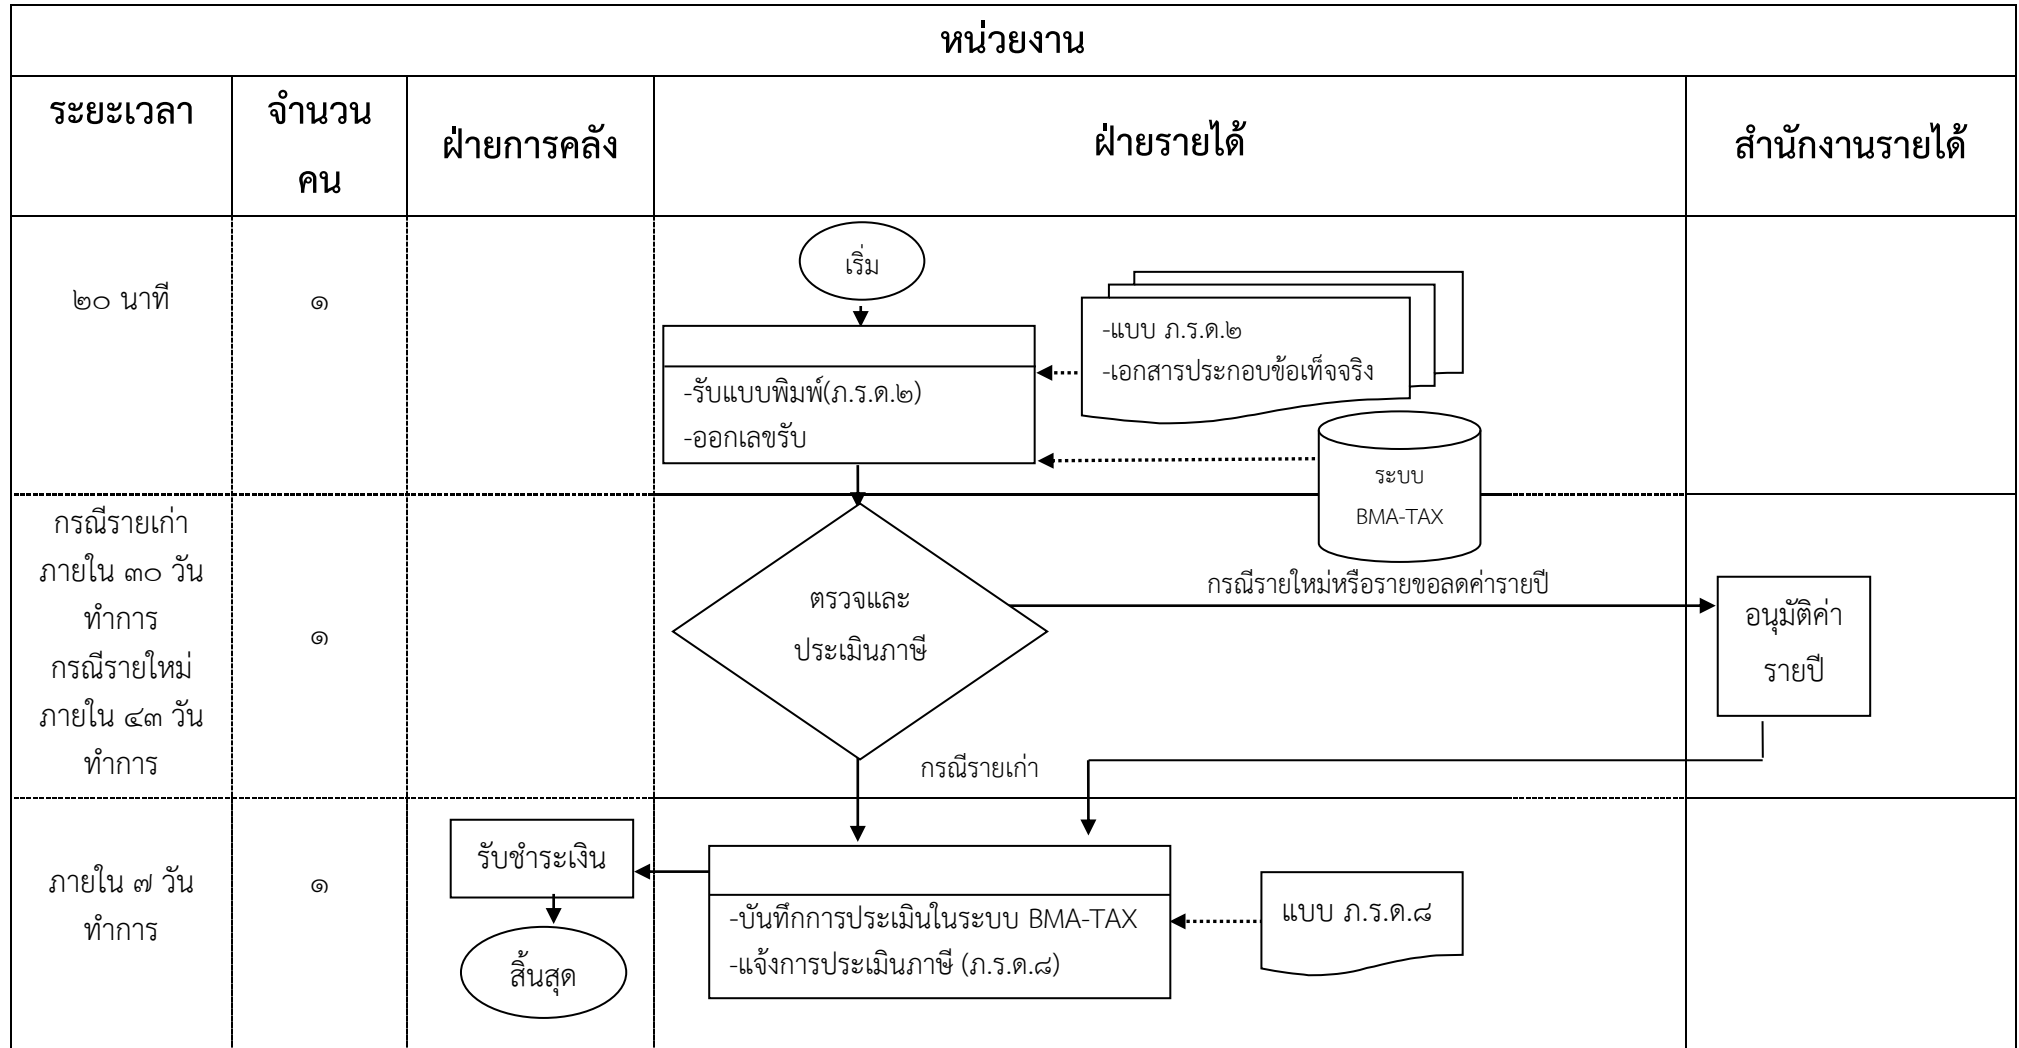 หน่วยงาน
ระยะเวลา
จำนวน
คน
ฝ่ายการคลัง
ฝ่ายรายได้
สำนักงานรายได้
๒๐ นาที
๑
เริ่ม
-รับแบบพิมพ์(ภ.ร.ด.๒)
-ออกเลขรับ
-แบบ ภ.ร.ด.๒
-เอกสารประกอบข้อเท็จจริง
ระบบ
BMA-TAX
กรณีรายเก่า
ภายใน ๓๐ วัน
ทำการ
กรณีรายใหม่
ภายใน ๔๓ วัน
ทำการ
๑
ตรวจและ
ประเมินภาษี
กรณีรายใหม่หรือรายขอลดค่ารายปี
อนุมัติค่า
รายปี
กรณีรายเก่า
ภายใน ๗ วัน
ทำการ
๑
รับชำระเงิน
สิ้นสุด
-บันทึกการประเมินในระบบ BMA-TAX
-แจ้งการประเมินภาษี (ภ.ร.ด.๘)
แบบ ภ.ร.ด.๘